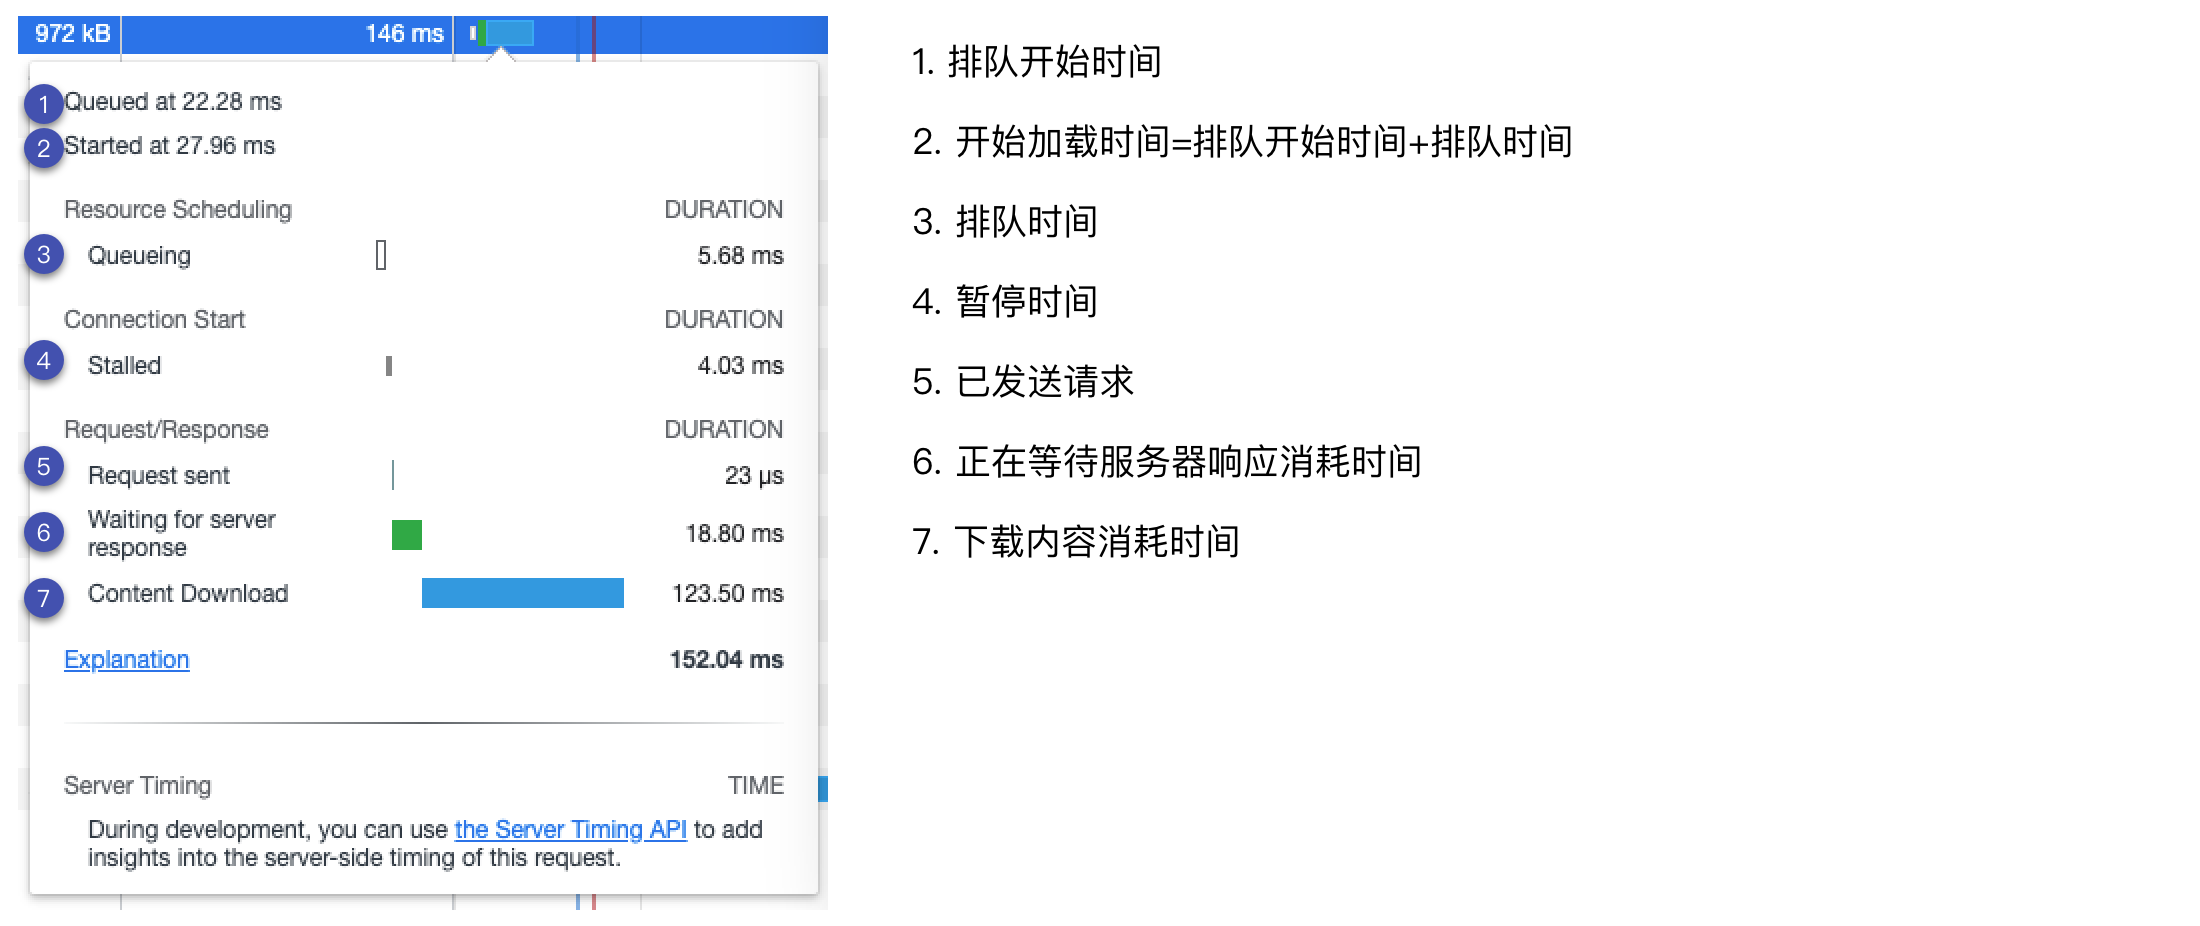 972 kB 146 ms
1 Queued at 22.28 ms
2 Started at 27.96 ms
Resource Scheduling DURATION
3 Queueing 5.68 ms
Connection Start DURATION
4 Stalled 4.03 ms
Request/Response DURATION
5 Request sent 23 μs
6 Waiting for server
response 18.80 ms
7 Content Download 123.50 ms
Explanation 152.04 ms
Server Timing TIME
During development, you can use the Server Timing API to add
insights into the server-side timing of this request.
1. 排队开始时间
2. 开始加载时间=排队开始时间+排队时间
3. 排队时间
4. 暂停时间
5. 已发送请求
6. 正在等待服务器响应消耗时间
7. 下载内容消耗时间